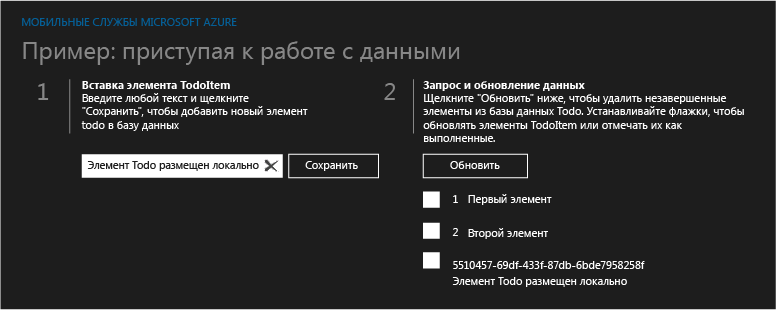 МОБИЛЬНЫЕ СЛУЖБЫ MICROSOFT AZURE
Пример: приступая к работе с данными
1
Вставка элемента TodoItem
Введите любой текст и щелкните
"Сохранить", чтобы добавить новый элемент
todo в базу данных
Элемент Todo размещен локально
Сохранить
2
Запрос и обновление данных
Щелкните "Обновить" ниже, чтобы удалить незавершенные
элементы из базы данных Todo. Устанавливайте флажки, чтобы
обновлять элементы TodoItem или отмечать их как
выполненные.
Обновить
1 Первый элемент
2 Второй элемент
5510457-69df-433f-87db-6bde7958258f
Элемент Todo размещен локально